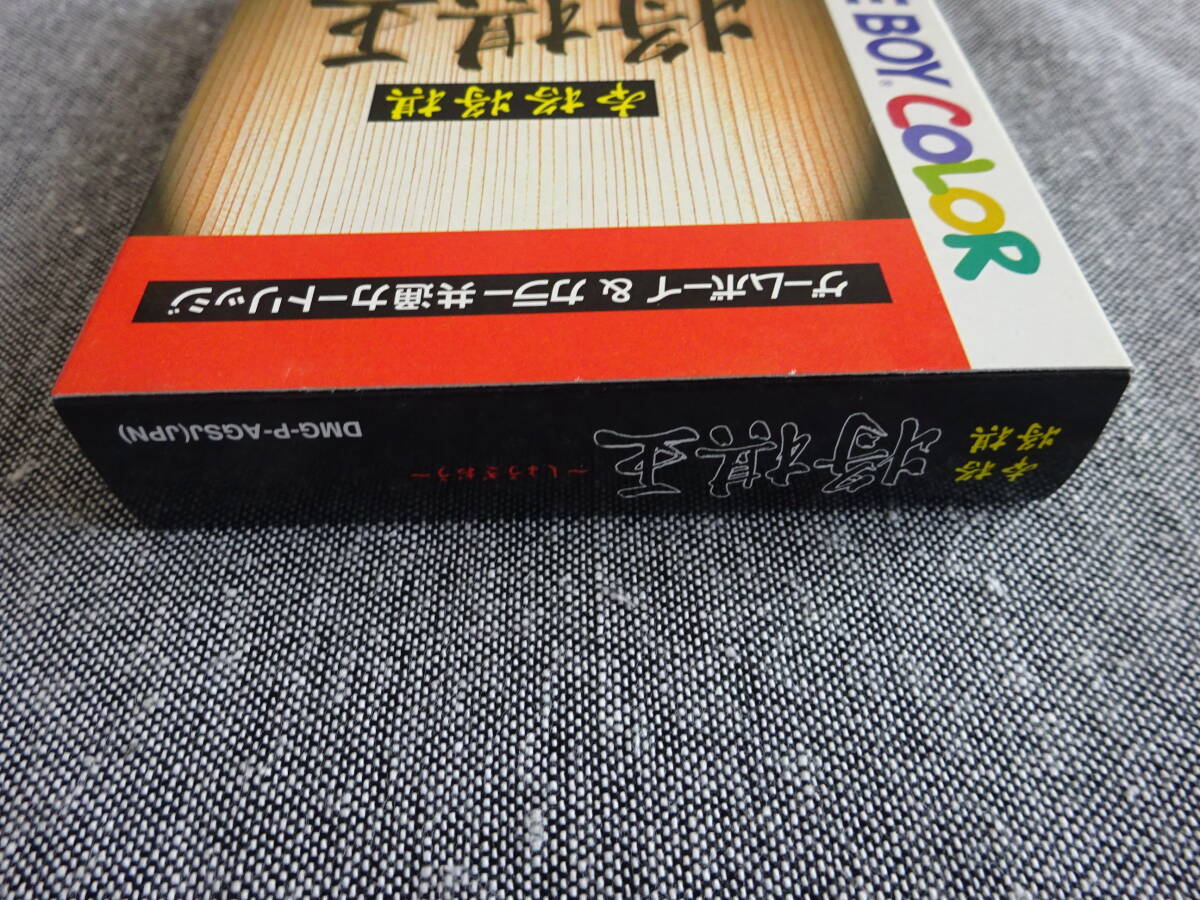 本格
将棋
将棋王
～しょうぎおう～
DMG-P-AGSJ(JPN)
ゲームボーイ & カラー共通カートリッジ
本格将棋
将棋王
E BOY
COLOR